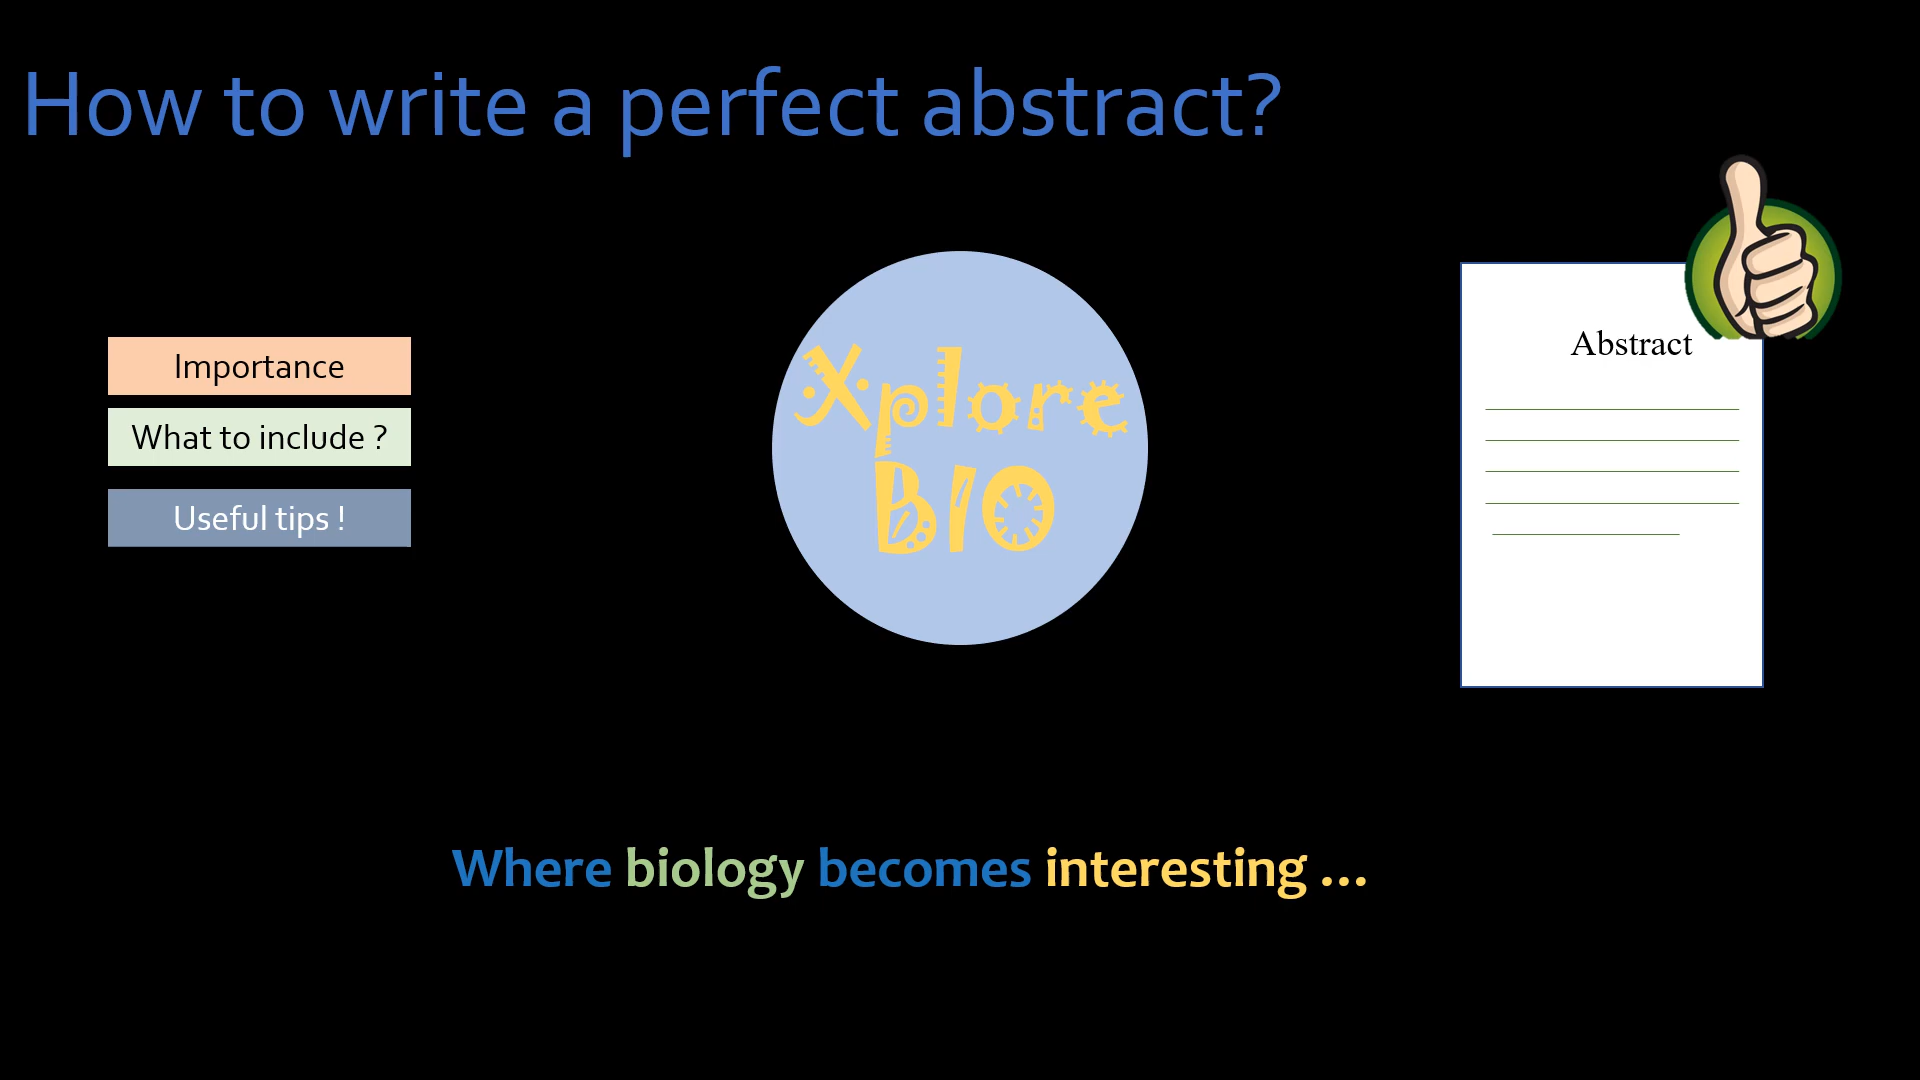 How to write a perfect abstract?
Importance
What to include ?
Useful tips !
Xplore
BIO
Abstract
Where biology becomes interesting ...